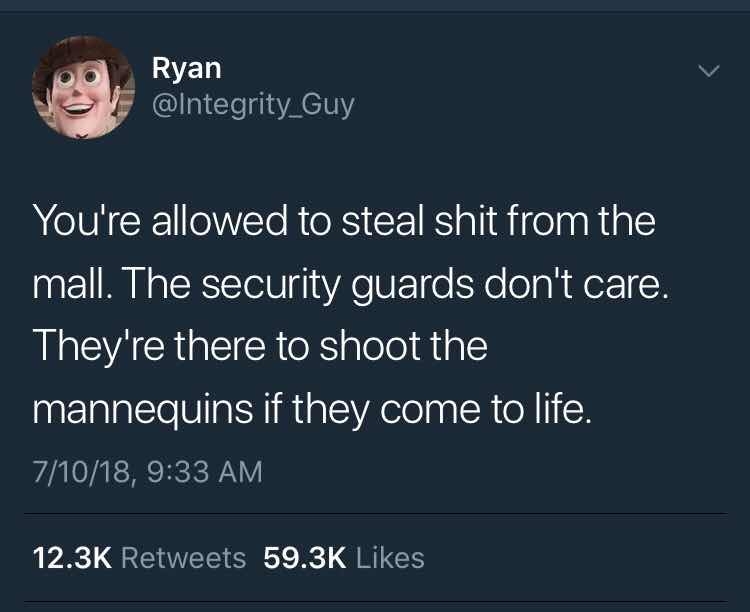 Ryan
@Integrity_Guy
You're allowed to steal shit from the
mall. The security guards don't care.
They're there to shoot the
mannequins if they come to life.
7/10/18, 9:33 AM
12.3K Retweets 59.3K Likes